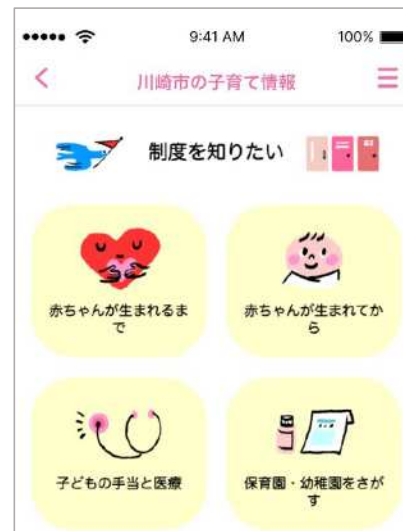 9:41 AM 100%
川崎市の子育て情報
制度を知りたい
赤ちゃんが生まれるま
で
赤ちゃんが生まれてか
ら
子どもの手当と医療
保育園・幼稚園をさが
す